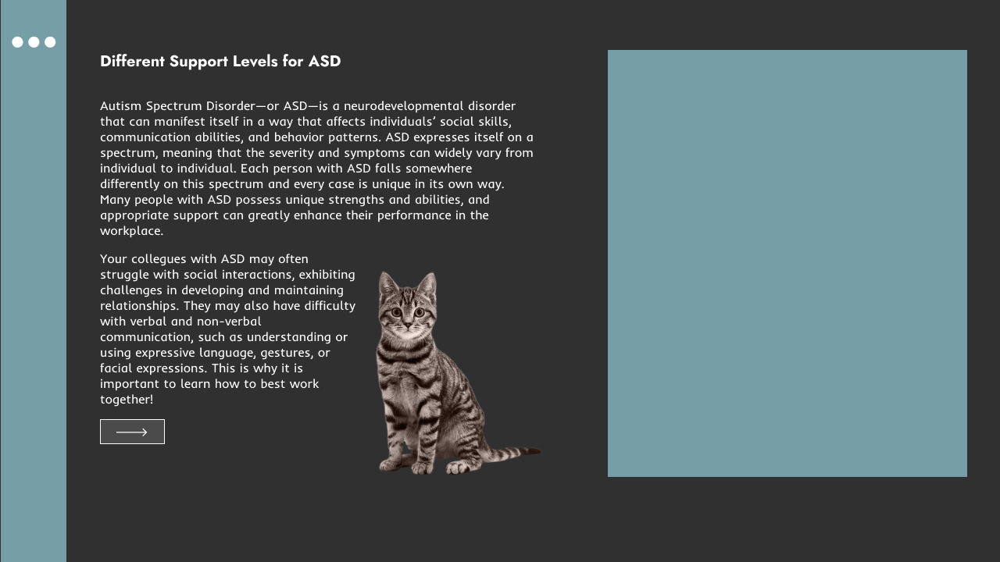 Different Support Levels for ASD
Autism Spectrum Disorder—or ASD—is a neurodevelopmental disorder
that can manifest itself in a way that affects individuals’ social skills,
communication abilities, and behavior patterns. ASD expresses itself on a
spectrum, meaning that the severity and symptoms can widely vary from
individual to individual. Each person with ASD falls somewhere
differently on this spectrum and every case is unique in its own way.
Many people with ASD possess unique strengths and abilities, and
appropriate support can greatly enhance their performance in the
workplace.
Your collegues with ASD may often
struggle with social interactions, exhibiting
challenges in developing and maintaining
relationships. They may also have difficulty
with verbal and non-verbal
communication, such as understanding or
using expressive language, gestures, or
facial expressions. This is why it is
important to learn how to best work
together!